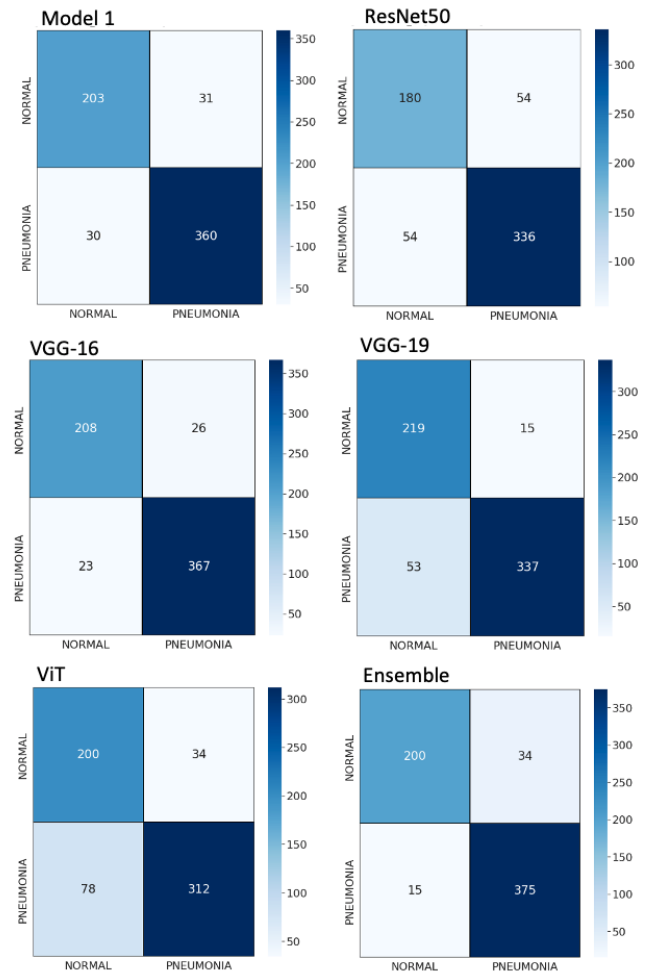 Model 1
NORMAL
PNEUMONIA
203
31
30
360
NORMAL
PNEUMONIA
350
300
250
200
150
100
50
ResNet50
NORMAL
PNEUMONIA
180
54
54
336
NORMAL
PNEUMONIA
300
250
200
150
100
VGG-16
NORMAL
PNEUMONIA
208
26
23
367
NORMAL
PNEUMONIA
350
300
250
200
150
100
50
VGG-19
NORMAL
PNEUMONIA
219
15
53
337
NORMAL
PNEUMONIA
300
250
200
150
100
50
ViT
NORMAL
PNEUMONIA
200
34
78
312
NORMAL
PNEUMONIA
300
250
200
150
100
50
Ensemble
NORMAL
PNEUMONIA
200
34
15
375
NORMAL
PNEUMONIA
350
300
250
200
150
100
50